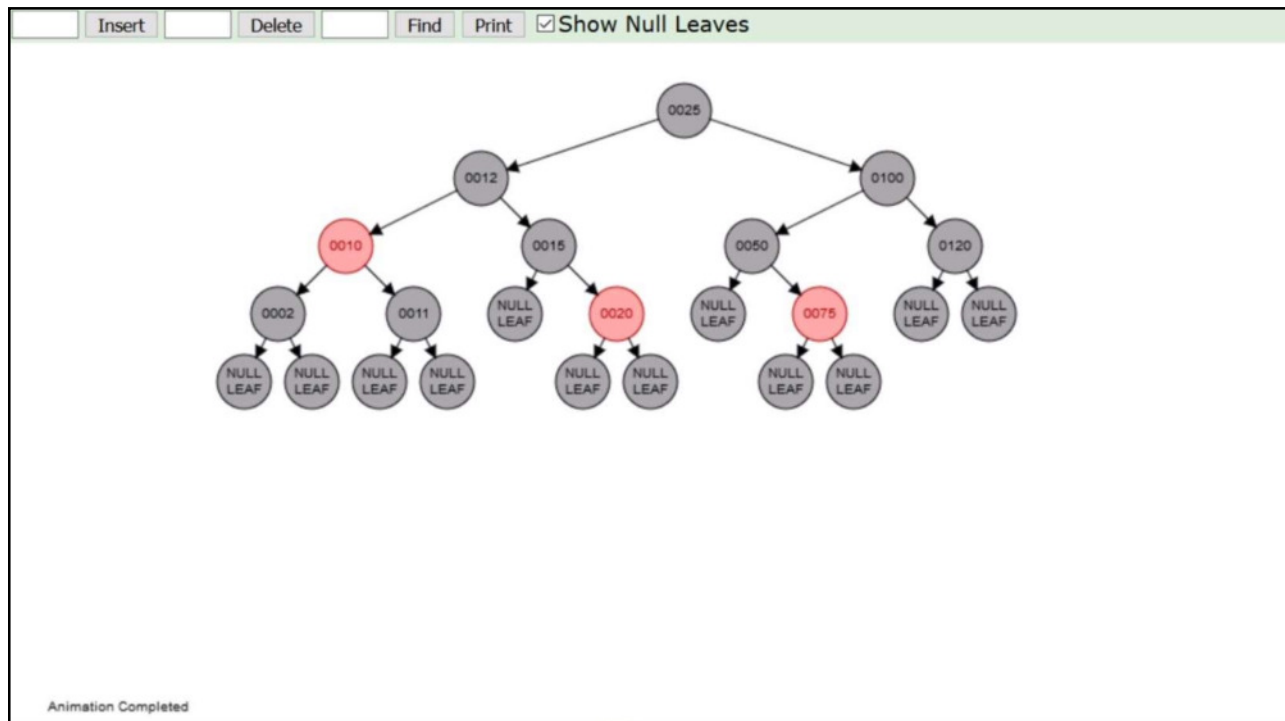 Insert Delete Find Print Show Null Leaves
0025
0012 0100
0010 0015 0050 0120
0002 0011 NULL LEAF 0020 NULL LEAF 0075 NULL LEAF NULL LEAF
NULL LEAF NULL LEAF NULL LEAF NULL LEAF NULL LEAF NULL LEAF NULL LEAF NULL LEAF
Animation Completed